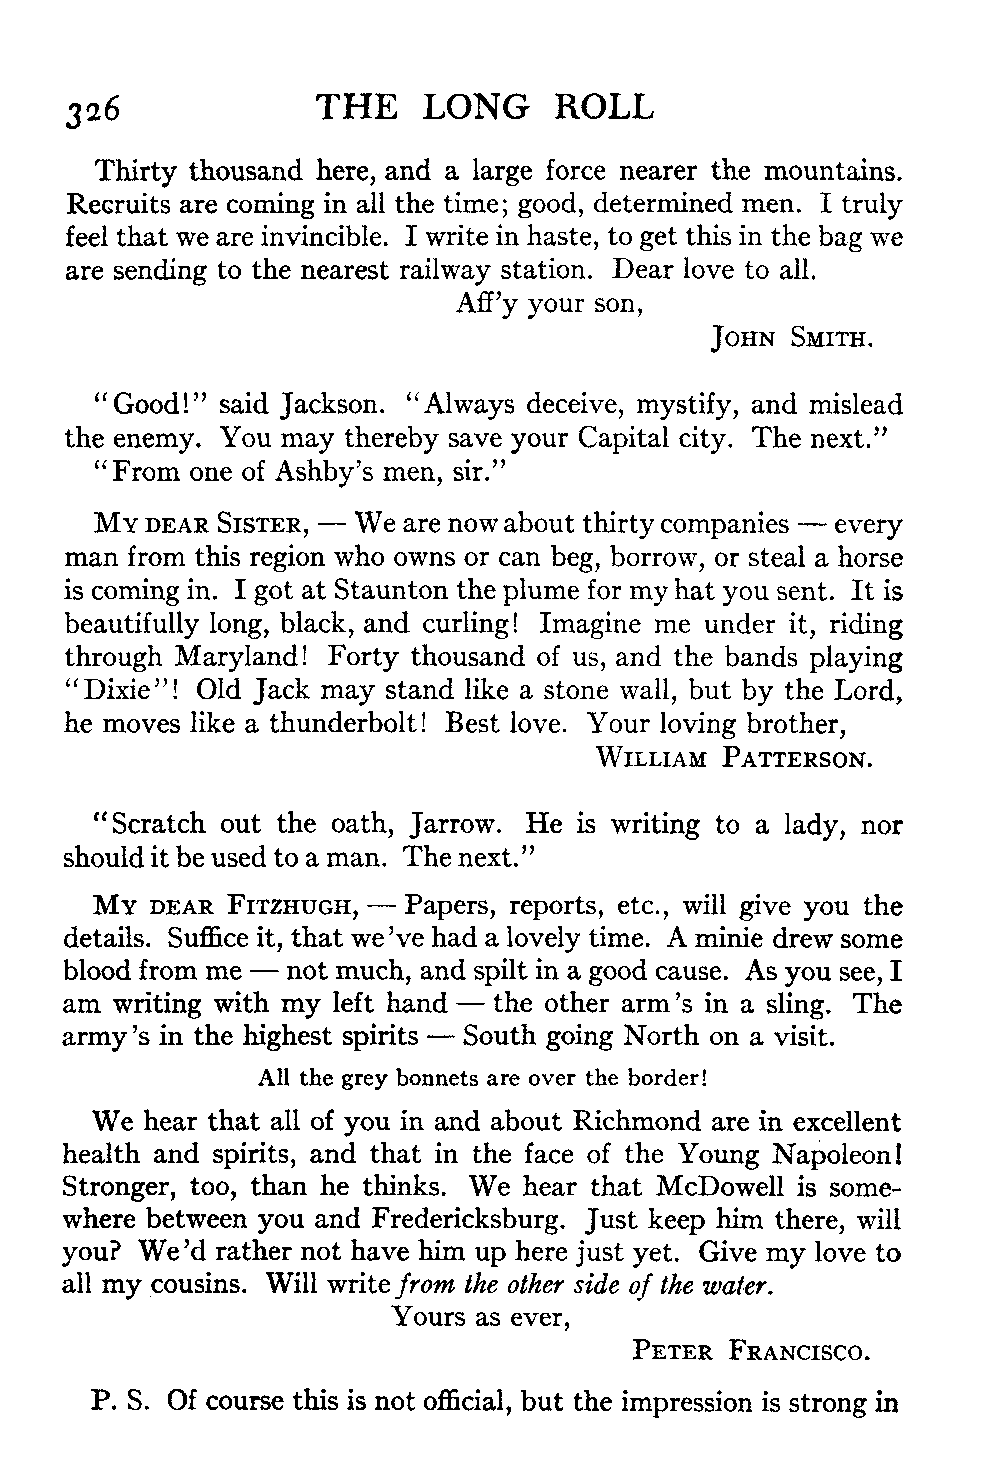 326 THE LONG ROLL
Thirty thousand here, and a large force nearer the mountains.
Recruits are coming in all the time; good, determined men. I truly
feel that we are invincible. I write in haste, to get this in the bag we
are sending to the nearest railway station. Dear love to all.
Aff'y your son,
JOHN SMITH.
"Good!" said Jackson. "Always deceive, mystify, and mislead
the enemy. You may thereby save your Capital city. The next."
"From one of Ashby's men, sir."
MY DEAR SISTER, — We are now about thirty companies — every
man from this region who owns or can beg, borrow, or steal a horse
is coming in. I got at Staunton the plume for my hat you sent. It is
beautifully long, black, and curling! Imagine me under it, riding
through Maryland! Forty thousand of us, and the bands playing
"Dixie"! Old Jack may stand like a stone wall, but by the Lord,
he moves like a thunderbolt! Best love. Your loving brother,
WILLIAM PATTERSON.
"Scratch out the oath, Jarrow. He is writing to a lady, nor
should it be used to a man. The next."
MY DEAR FITZHUGH, — Papers, reports, etc., will give you the
details. Suffice it, that we've had a lovely time. A minie drew some
blood from me — not much, and spilt in a good cause. As you see, I
am writing with my left hand — the other arm's in a sling. The
army's in the highest spirits — South going North on a visit.
All the grey bonnets are over the border!
We hear that all of you in and about Richmond are in excellent
health and spirits, and that in the face of the Young Napoleon!
Stronger, too, than he thinks. We hear that McDowell is some-
where between you and Fredericksburg. Just keep him there, will
you? We'd rather not have him up here just yet. Give my love to
all my cousins. Will write from the other side of the water.
Yours as ever,
PETER FRANCISCO.
P. S. Of course this is not official, but the impression is strong in